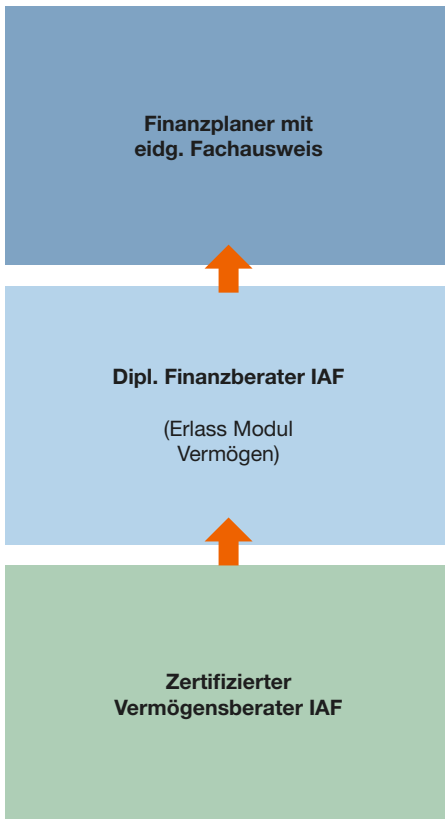 Finanzplaner mit
eidg. Fachausweis
Dipl. Finanzberater IAF
(Erlass Modul
Vermögen)
Zertifizierter
Vermögensberater IAF